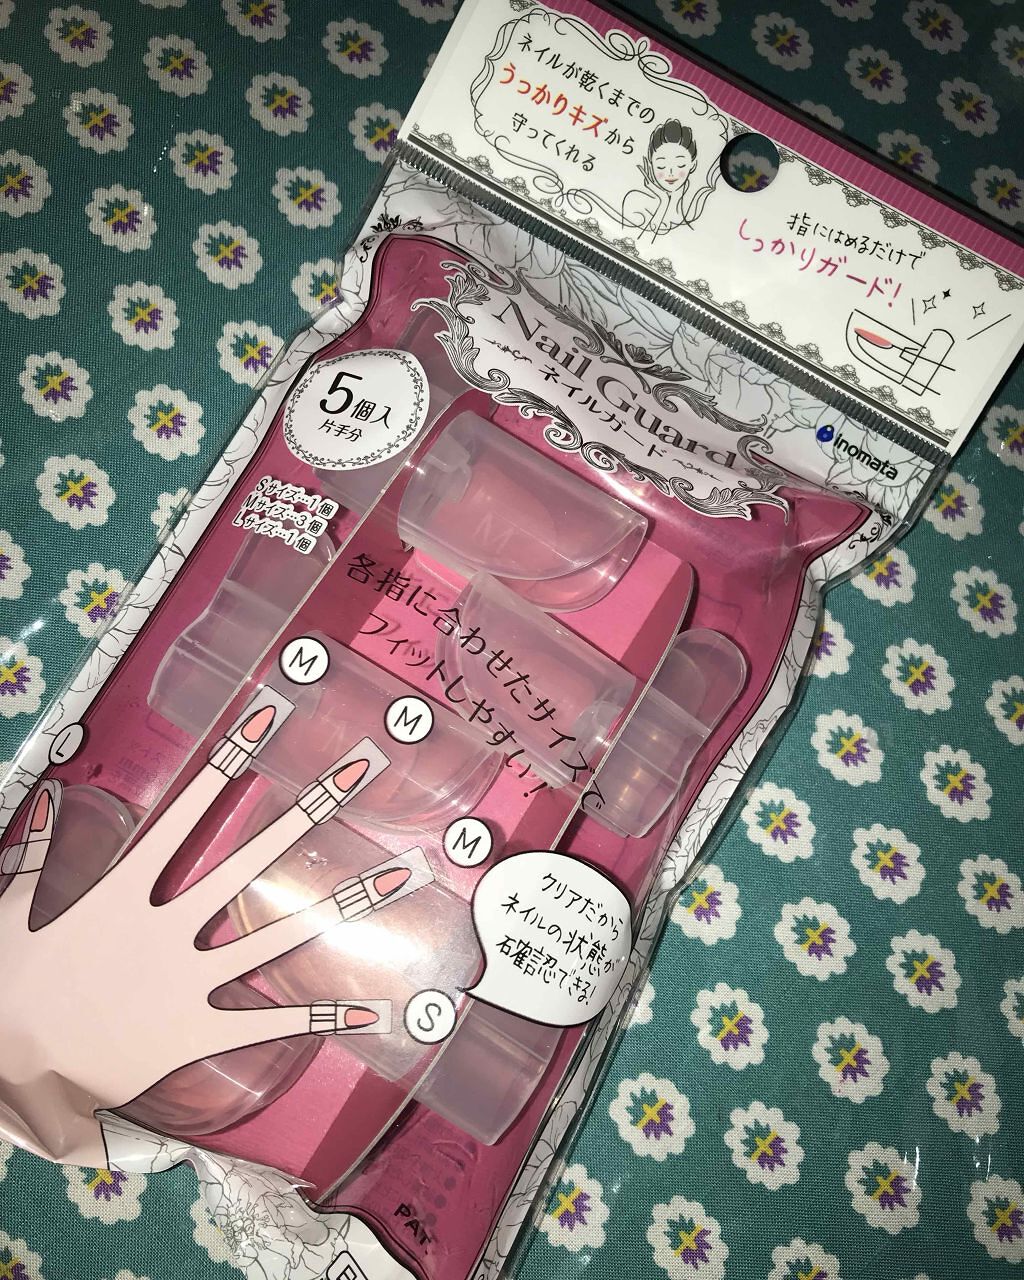 ネイルが乾くまでの
うっかりキズから
守ってくれる
指にはめるだけで
しっかりガード!
Nail Guard
ネイルガード
inomata
5個入
片手分
Sサイズ…1個
Mサイズ…3個
Lサイズ…1個
M
各指に合わせたサイズで
フィットしやすい!!
M
M
L
M
クリアだから
ネイルの状態が
確認できる!
S
PAT.